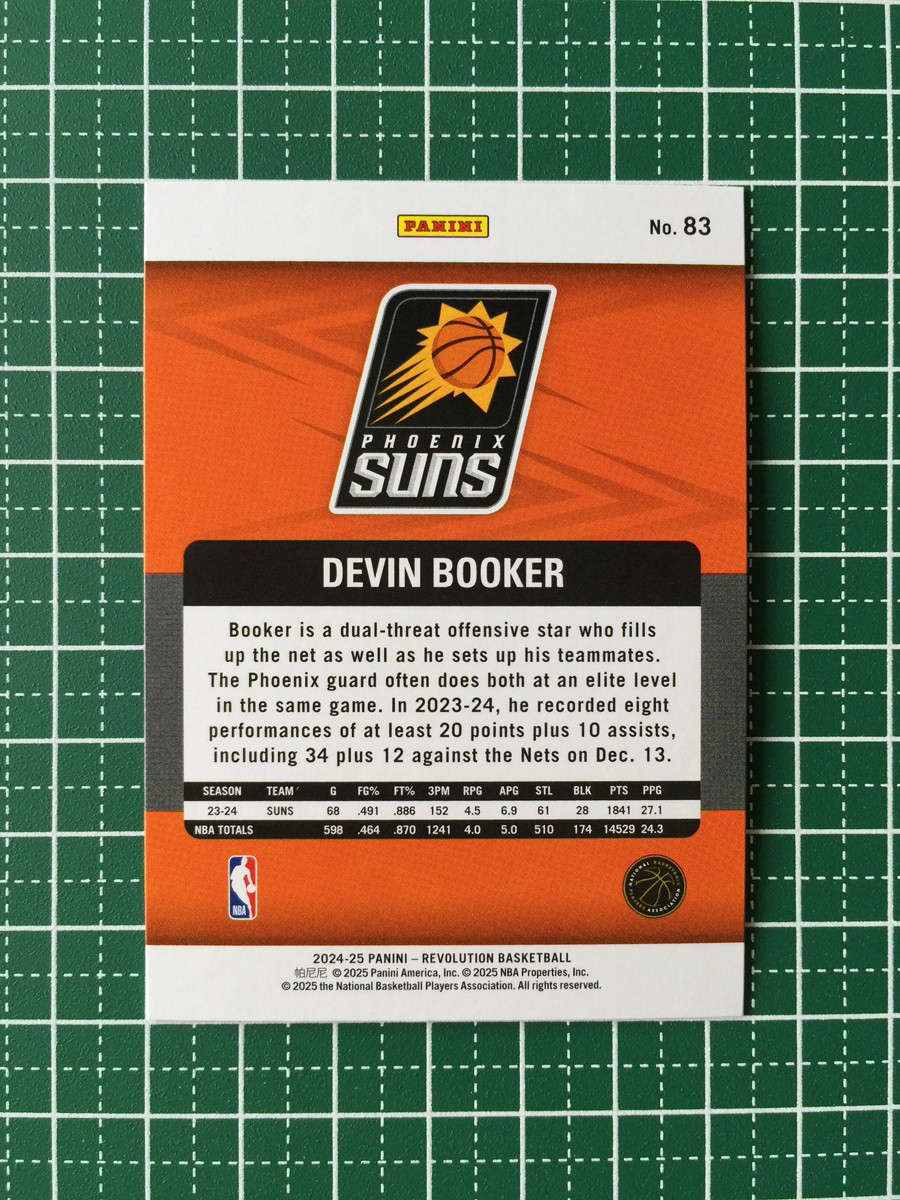 PANINI
No. 83
PHOENIX
SUNS
DEVIN BOOKER
Booker is a dual-threat offensive star who fills
up the net as well as he sets up his teammates.
The Phoenix guard often does both at an elite level
in the same game. In 2023-24, he recorded eight
performances of at least 20 points plus 10 assists,
including 34 plus 12 against the Nets on Dec. 13.
SEASON TEAM G FG% FT% 3PM RPG APG STL BLK PTS PPG
23-24 SUNS 68 .491 .886 152 4.5 6.9 61 28 1841 27.1
NBA TOTALS 598 .464 .870 1241 4.0 5.0 510 174 14529 24.3
NBA
NATIONAL BASKETBALL PLAYERS ASSOCIATION
2024-25 PANINI – REVOLUTION BASKETBALL
帕尼尼 © 2025 Panini America, Inc. © 2025 NBA Properties, Inc.
© 2025 the National Basketball Players Association. All rights reserved.